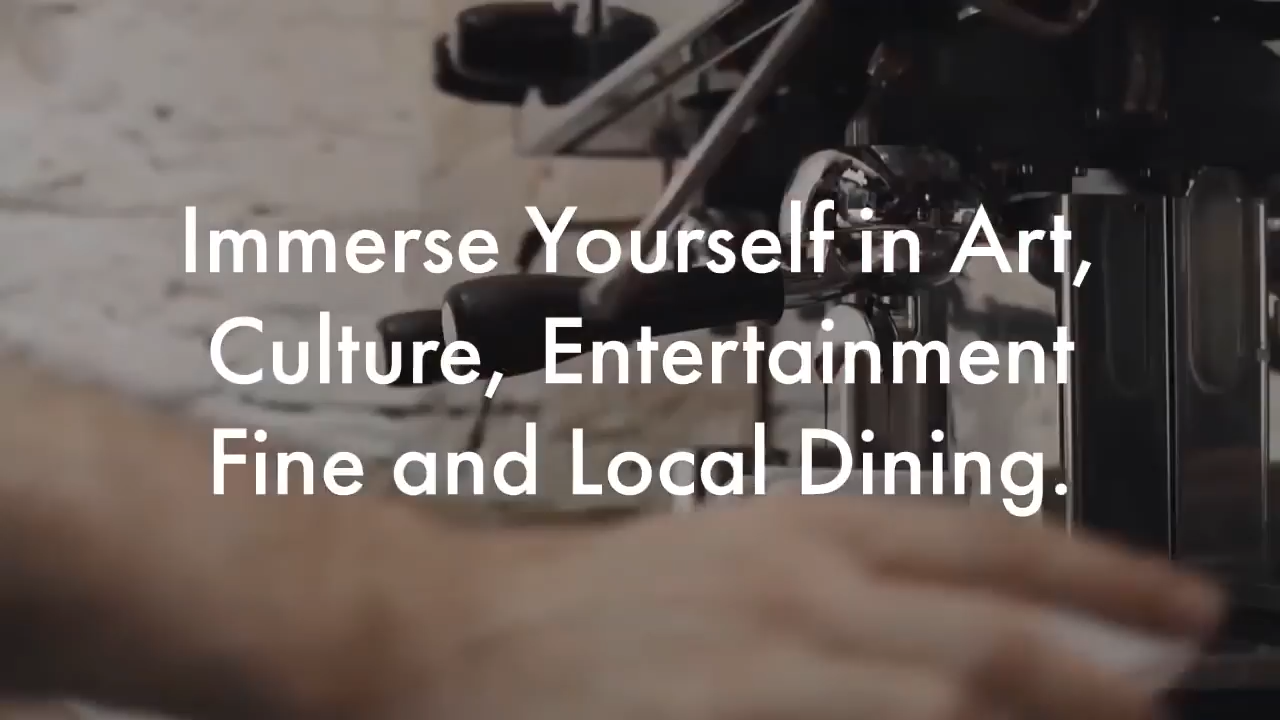 Immerse Yourself in Art,
Culture, Entertainment
Fine and Local Dining.